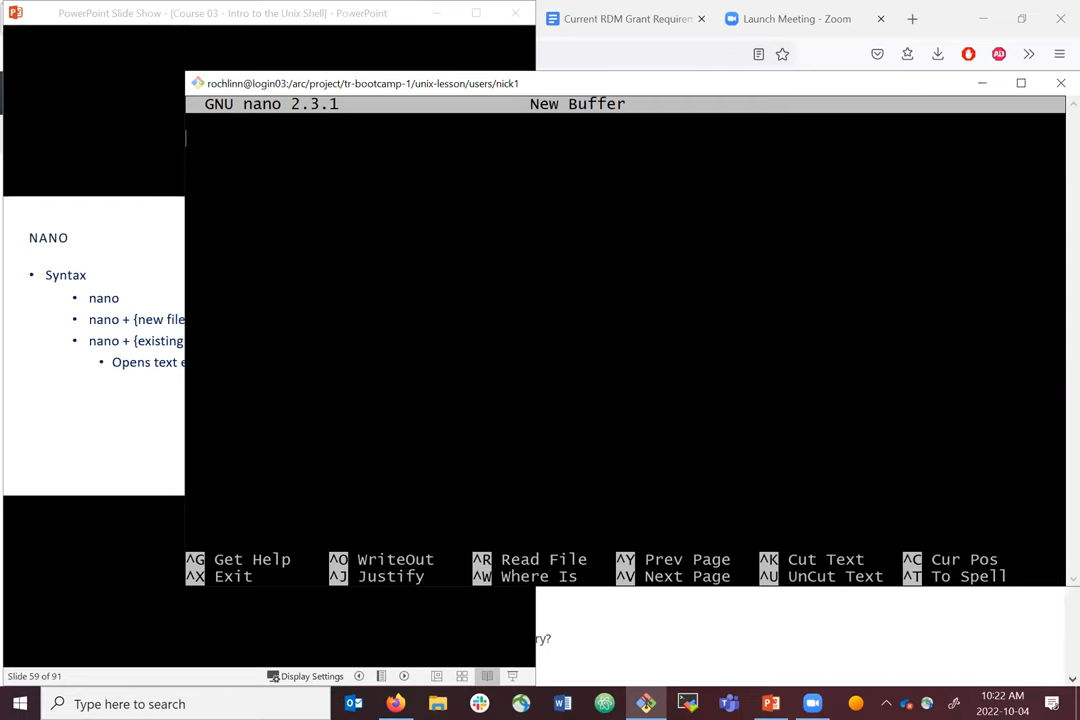 PowerPoint Slide Show - [Course 03 - Intro to the Unix Shell] - PowerPoint
Current RDM Grant Requirem
Launch Meeting - Zoom
rochlinn@login03:/arc/project/tr-bootcamp-1/unix-lesson/users/nick1
GNU nano 2.3.1 New Buffer
NANO
• Syntax
• nano
• nano + {new file
• nano + {existing
• Opens text e
^G Get Help ^O WriteOut ^R Read File ^Y Prev Page ^K Cut Text ^C Cur Pos
^X Exit ^J Justify ^W Where Is ^V Next Page ^U UnCut Text ^T To Spell
ry?
Slide 59 of 91
Display Settings
Type here to search
10:22 AM
2022-10-04